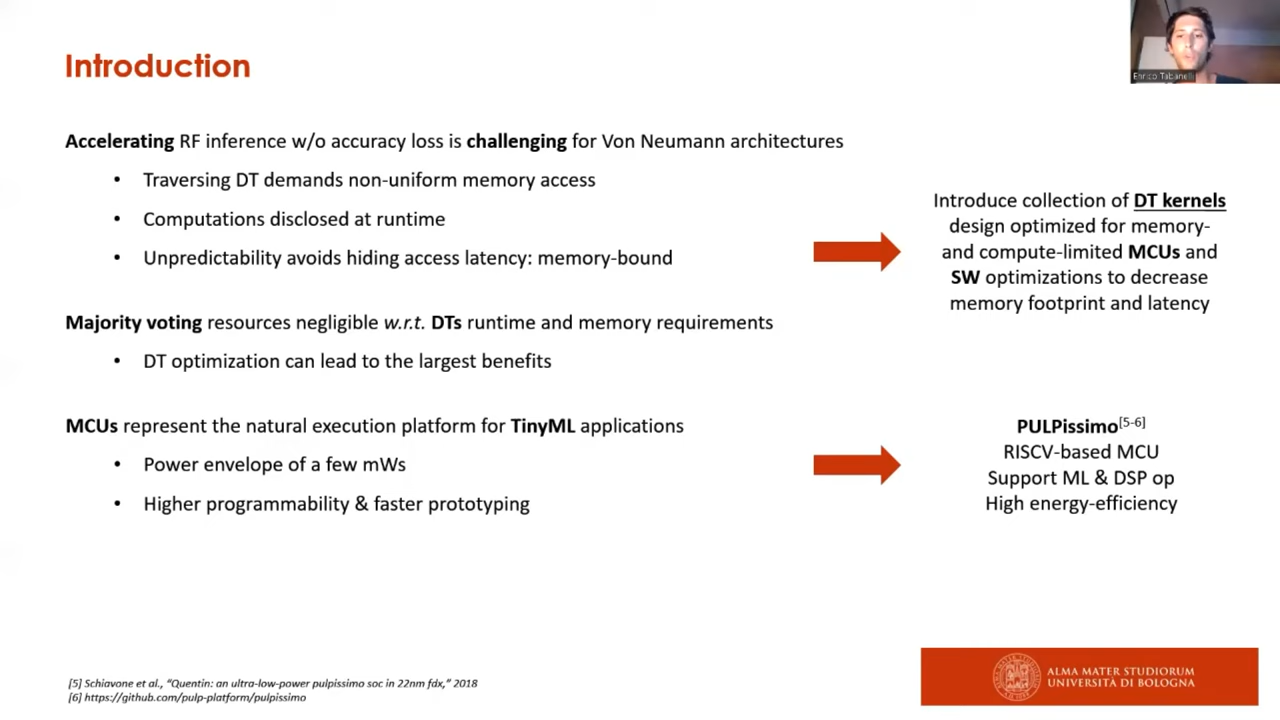 Introduction
Enrico Tabanelli
Accelerating RF inference w/o accuracy loss is challenging for Von Neumann architectures
• Traversing DT demands non-uniform memory access
• Computations disclosed at runtime
• Unpredictability avoids hiding access latency: memory-bound
Introduce collection of DT kernels
design optimized for memory-
and compute-limited MCUs and
SW optimizations to decrease
memory footprint and latency
Majority voting resources negligible w.r.t. DTs runtime and memory requirements
• DT optimization can lead to the largest benefits
MCUs represent the natural execution platform for TinyML applications
• Power envelope of a few mWs
• Higher programmability & faster prototyping
PULPissimo[5-6]
RISCV-based MCU
Support ML & DSP op
High energy-efficiency
[5] Schiavone et al., “Quentin: an ultra-low-power pulpissimo soc in 22nm fdx,” 2018
[6] https://github.com/pulp-platform/pulpissimo
ALMA MATER STUDIORUM
UNIVERSITÀ DI BOLOGNA